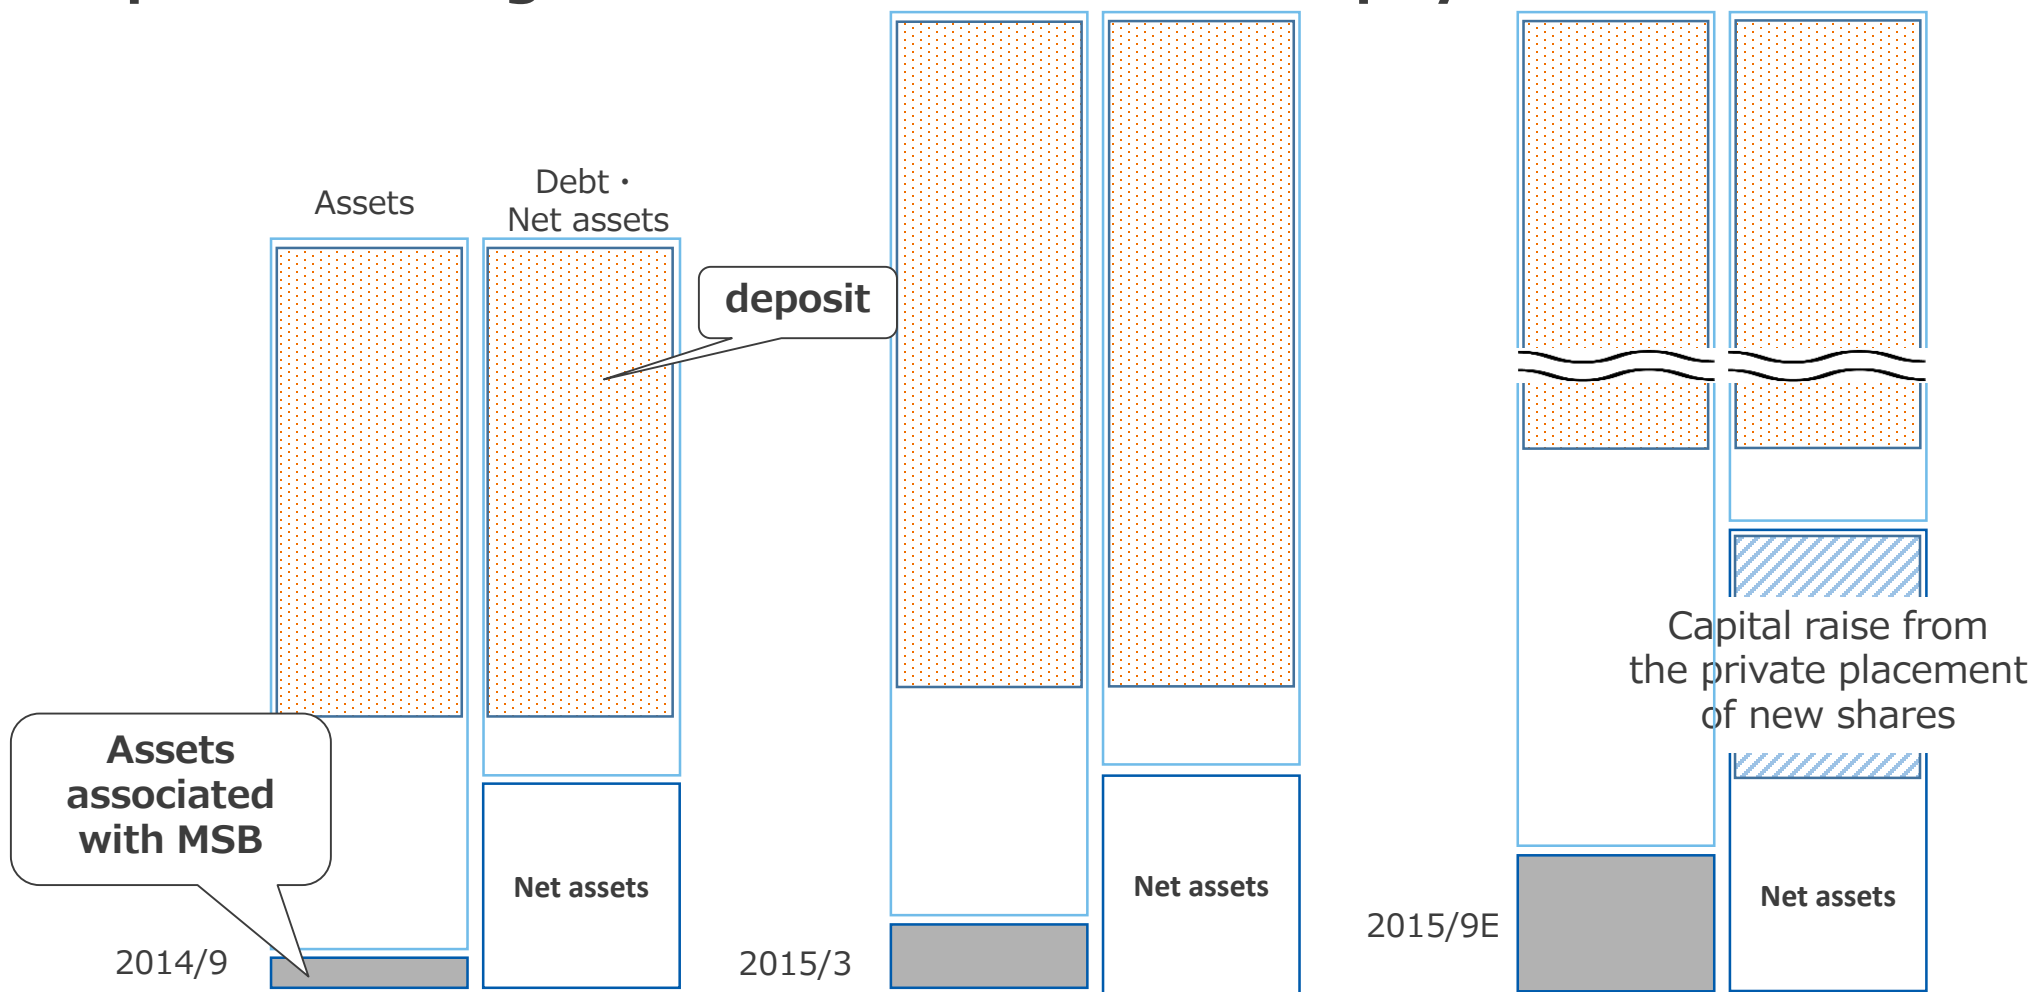 Assets
Debt・
Net assets
deposit
Assets
associated
with MSB
Net assets
2014/9
Net assets
2015/3
Capital raise from
the private placement
of new shares
Net assets
2015/9E